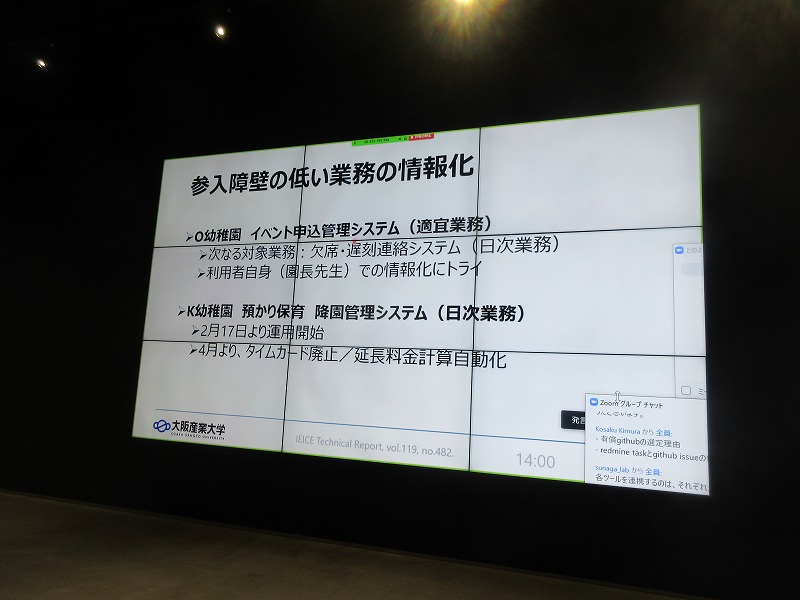 参入障壁の低い業務の情報化
➢O幼稚園 イベント申込管理システム（適宜業務）
➢次なる対象業務：欠席・遅刻連絡システム（日次業務）
➢利用者自身（園長先生）での情報化にトライ
➢K幼稚園 預かり保育 降園管理システム（日次業務）
➢2月17日より運用開始
➢4月より、タイムカード廃止／延長料金計算自動化
大阪産業大学
OSAKA SANGYO UNIVERSITY
IEICE Technical Report, vol.119, no.482.
14:00
発言
Zoom グループ チャット
Kosaku Kimura から 全員:
- 有償githubの選定理由
- redmine taskとgithub issueの
sunaga_lab から 全員:
各ツールを連携するのは、それぞれ